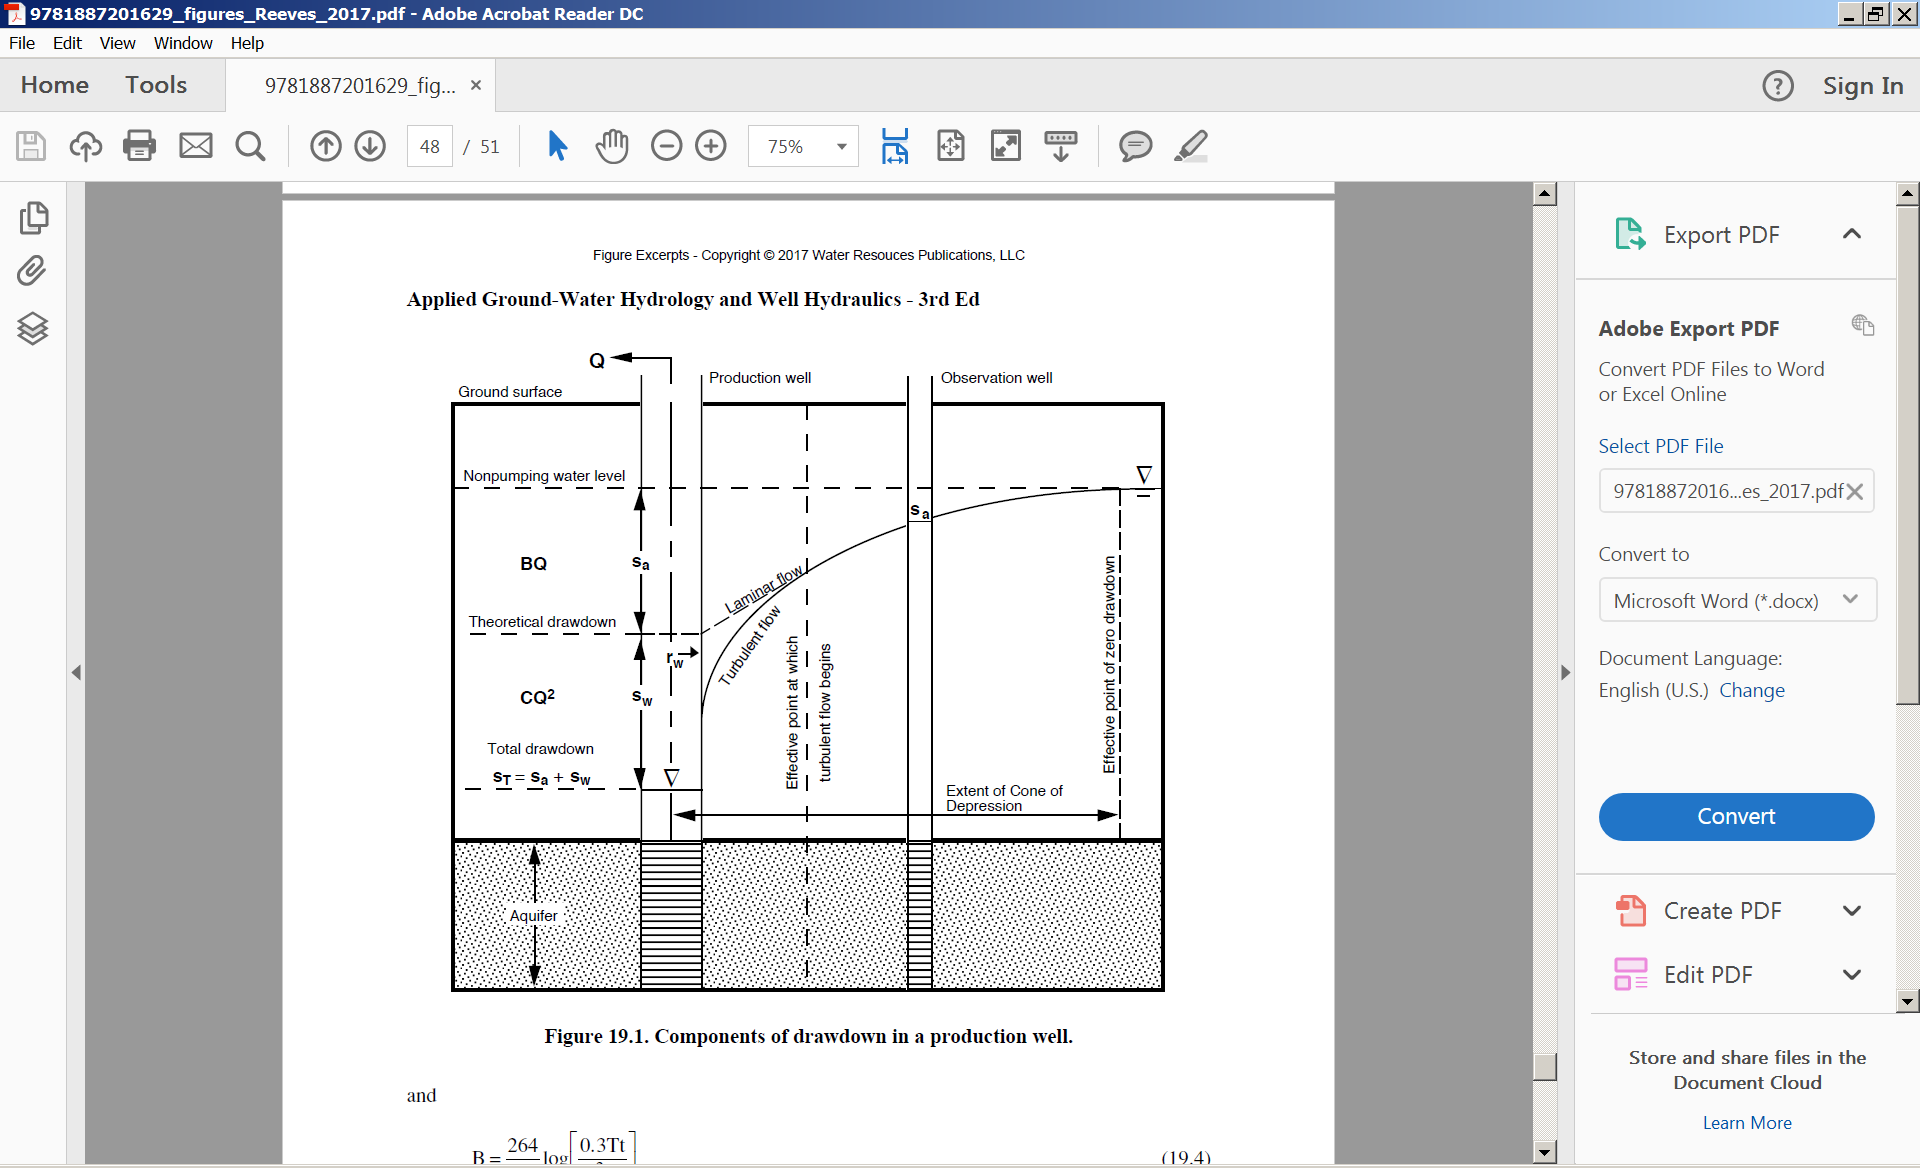 9781887201629_figures_Reeves_2017.pdf - Adobe Acrobat Reader DC
File Edit View Window Help
Home Tools 9781887201629_fig... × ? Sign In
48 / 51 75%
Figure Excerpts - Copyright © 2017 Water Resouces Publications, LLC
Applied Ground-Water Hydrology and Well Hydraulics - 3rd Ed
Q
Production well
Observation well
Ground surface
Nonpumping water level
sa
BQ
sa
Laminar flow
Turbulent flow
Theoretical drawdown
rw
CQ²
sw
Total drawdown
sT = sa + sw
Effective point at which
turbulent flow begins
Effective point of zero drawdown
Extent of Cone of
Depression
Aquifer
Figure 19.1. Components of drawdown in a production well.
and
B = 264 log[0.3Tt
(19.4)
Export PDF
Adobe Export PDF
Convert PDF Files to Word
or Excel Online
Select PDF File
97818872016...es_2017.pdf
Convert to
Microsoft Word (*.docx)
Document Language:
English (U.S.) Change
Convert
Create PDF
Edit PDF
Store and share files in the
Document Cloud
Learn More